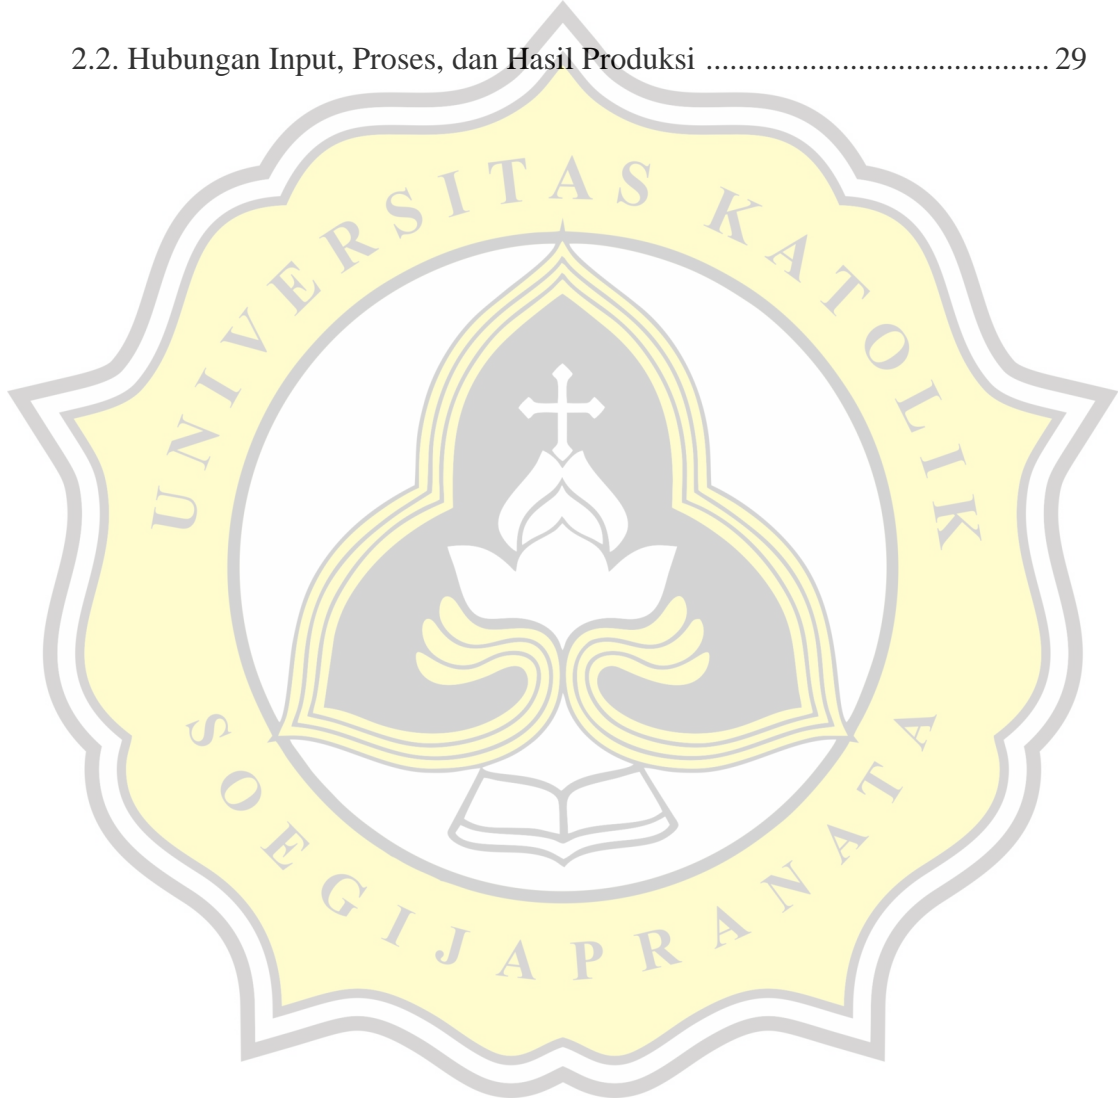 2.2. Hubungan Input, Proses, dan Hasil Produksi ........................................... 29
UNIVERSITAS KATOLIK
SOEGIJAPRANATA